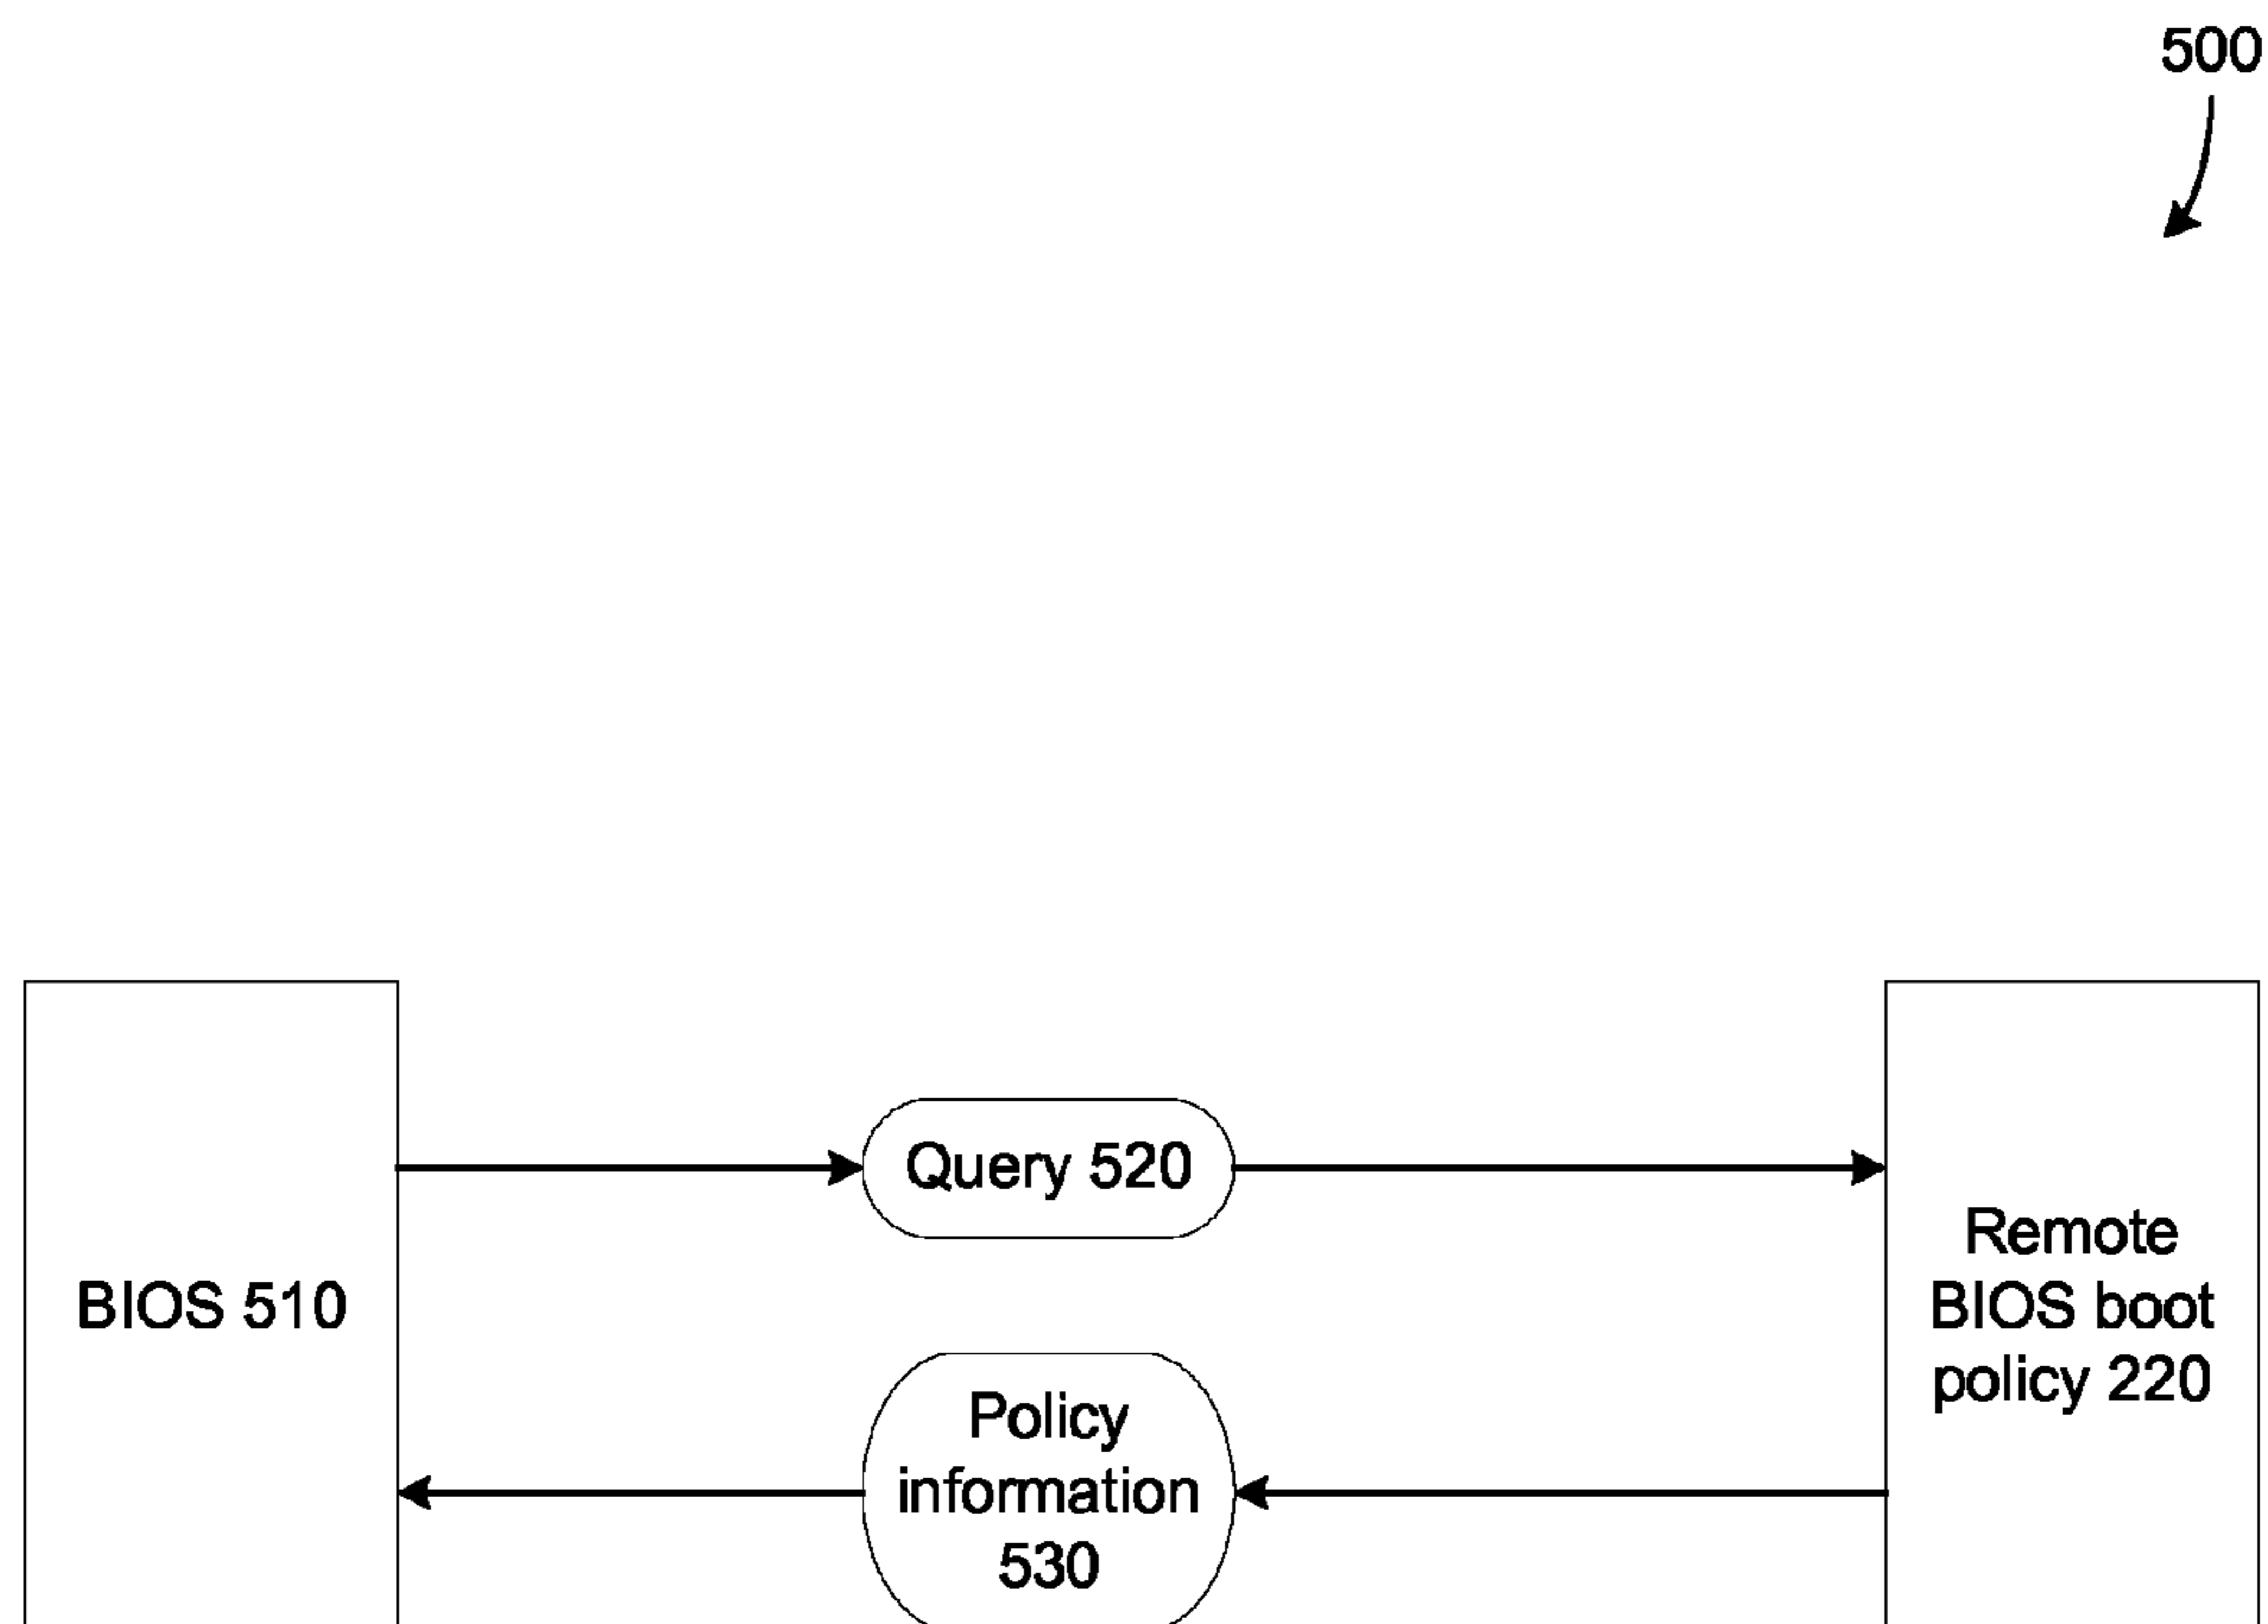 500
Query 520
BIOS 510
Remote
BIOS boot
policy 220
Policy
information
530